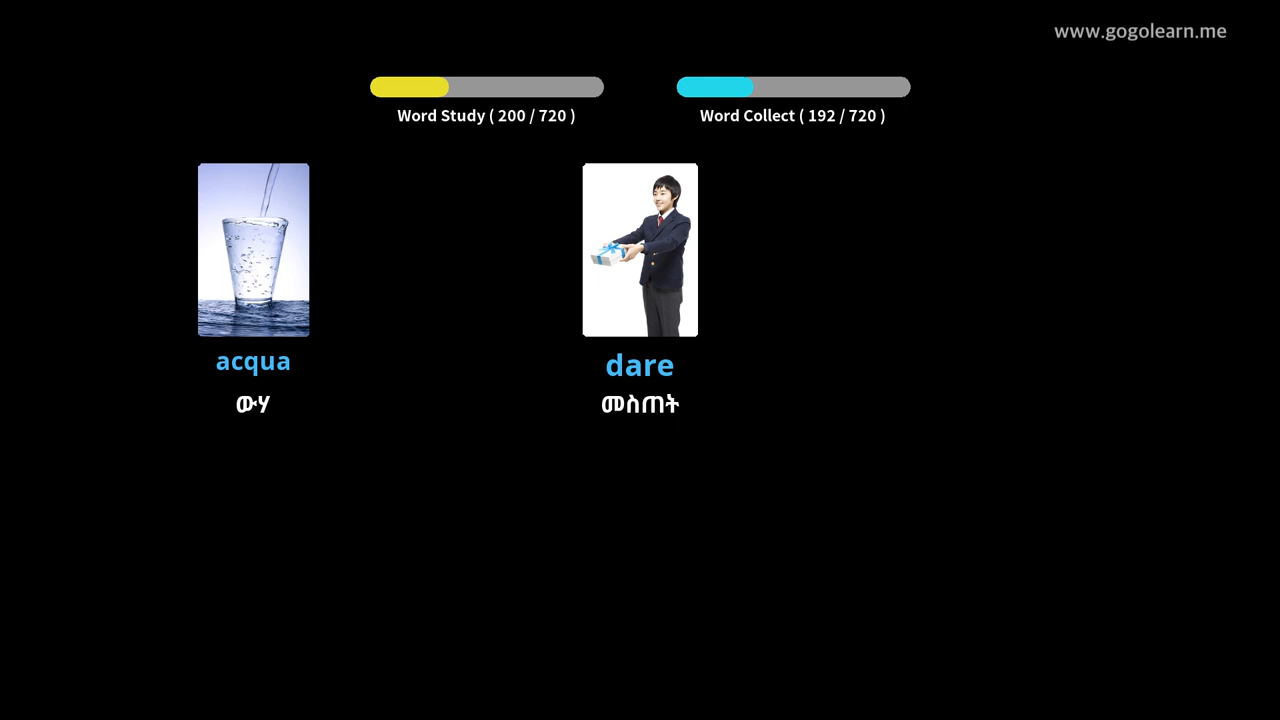 www.gogolearn.me
Word Study ( 200 / 720 )
Word Collect ( 192 / 720 )
acqua
ውሃ
dare
መስጠት